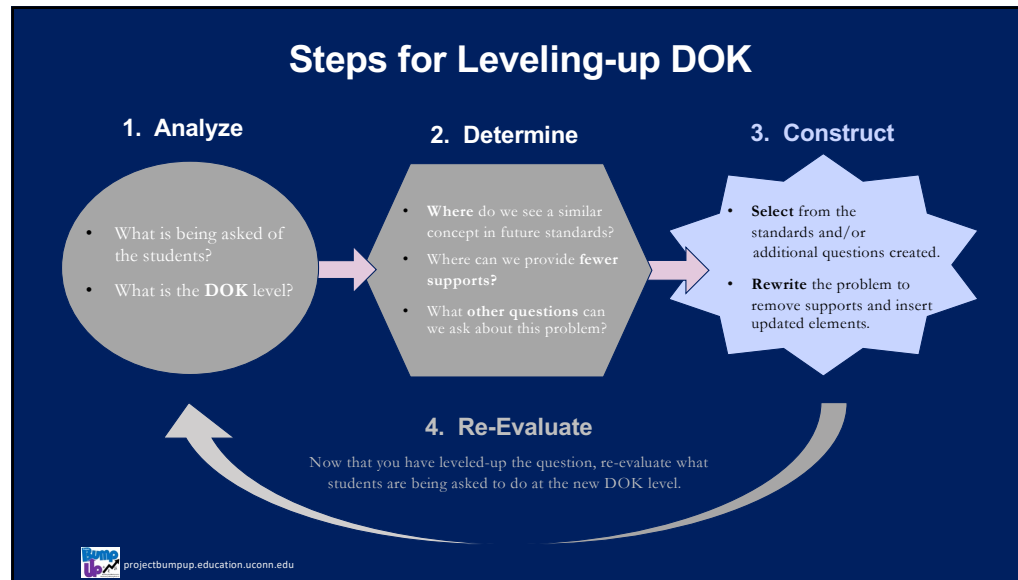 Steps for Leveling-up DOK
1. Analyze
• What is being asked of
the students?
• What is the DOK level?
2. Determine
• Where do we see a similar
concept in future standards?
• Where can we provide fewer
supports?
• What other questions can
we ask about this problem?
3. Construct
• Select from the
standards and/or
additional questions created.
• Rewrite the problem to
remove supports and insert
updated elements.
4. Re-Evaluate
Now that you have leveled-up the question, re-evaluate what
students are being asked to do at the new DOK level.
Bump
Up
projectbumpup.education.uconn.edu